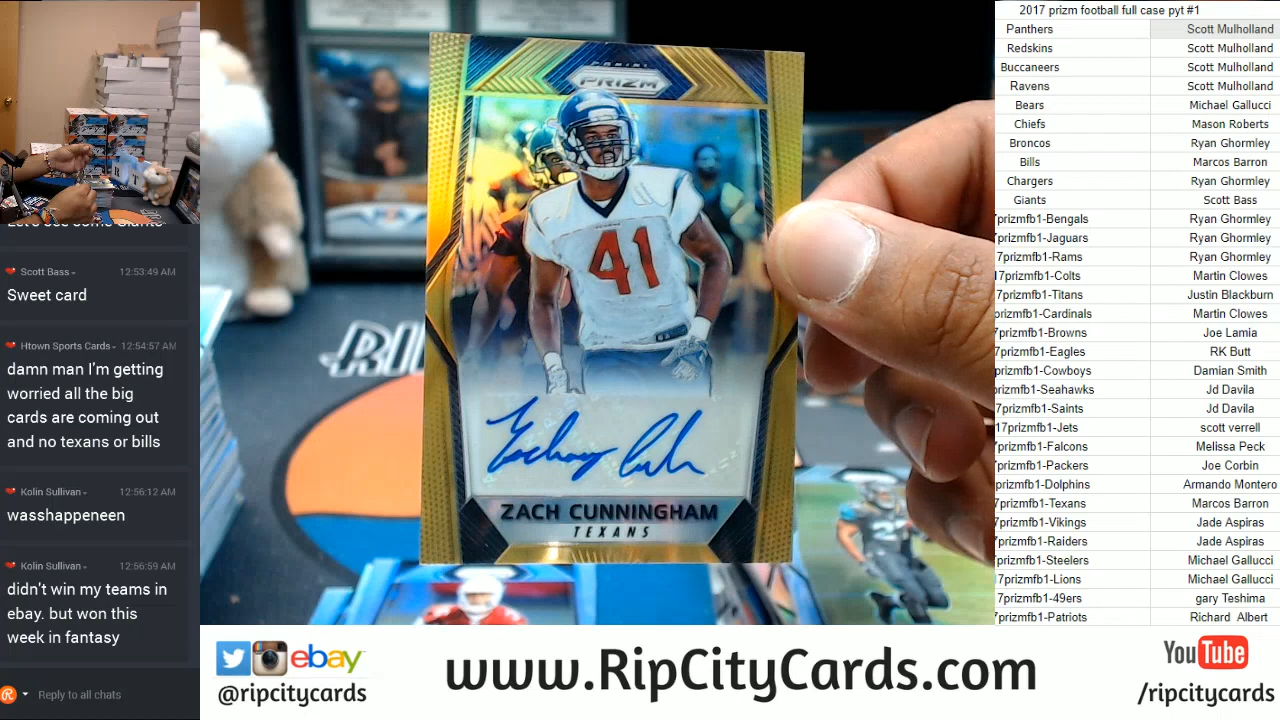 Let's see some Giants
Scott Bass
12:53:49 AM
Sweet card
Htown Sports Cards
12:54:57 AM
damn man I'm getting
worried all the big
cards are coming out
and no texans or bills
Kolin Sullivan
12:56:12 AM
wasshappeneen
Kolin Sullivan
12:56:59 AM
didn't win my teams in
ebay. but won this
week in fantasy
Reply to all chats
PANINI
PRIZM
41
ZACH CUNNINGHAM
TEXANS
2017 prizm football full case pyt #1
Panthers Scott Mulholland
Redskins Scott Mulholland
Buccaneers Scott Mulholland
Ravens Scott Mulholland
Bears Michael Gallucci
Chiefs Mason Roberts
Broncos Ryan Ghormley
Bills Marcos Barron
Chargers Ryan Ghormley
Giants Scott Bass
7prizmfb1-Bengals Ryan Ghormley
7prizmfb1-Jaguars Ryan Ghormley
7prizmfb1-Rams Ryan Ghormley
17prizmfb1-Colts Martin Clowes
7prizmfb1-Titans Justin Blackburn
prizmfb1-Cardinals Martin Clowes
7prizmfb1-Browns Joe Lamia
7prizmfb1-Eagles RK Butt
prizmfb1-Cowboys Damian Smith
prizmfb1-Seahawks Jd Davila
7prizmfb1-Saints Jd Davila
17prizmfb1-Jets scott verrell
7prizmfb1-Falcons Melissa Peck
7prizmfb1-Packers Joe Corbin
prizmfb1-Dolphins Armando Montero
7prizmfb1-Texans Marcos Barron
7prizmfb1-Vikings Jade Aspiras
7prizmfb1-Raiders Jade Aspiras
7prizmfb1-Steelers Michael Gallucci
17prizmfb1-Lions Michael Gallucci
7prizmfb1-49ers gary Teshima
7prizmfb1-Patriots Richard Albert
ebay
@ripcitycards
www.RipCityCards.com
YouTube
/ripcitycards